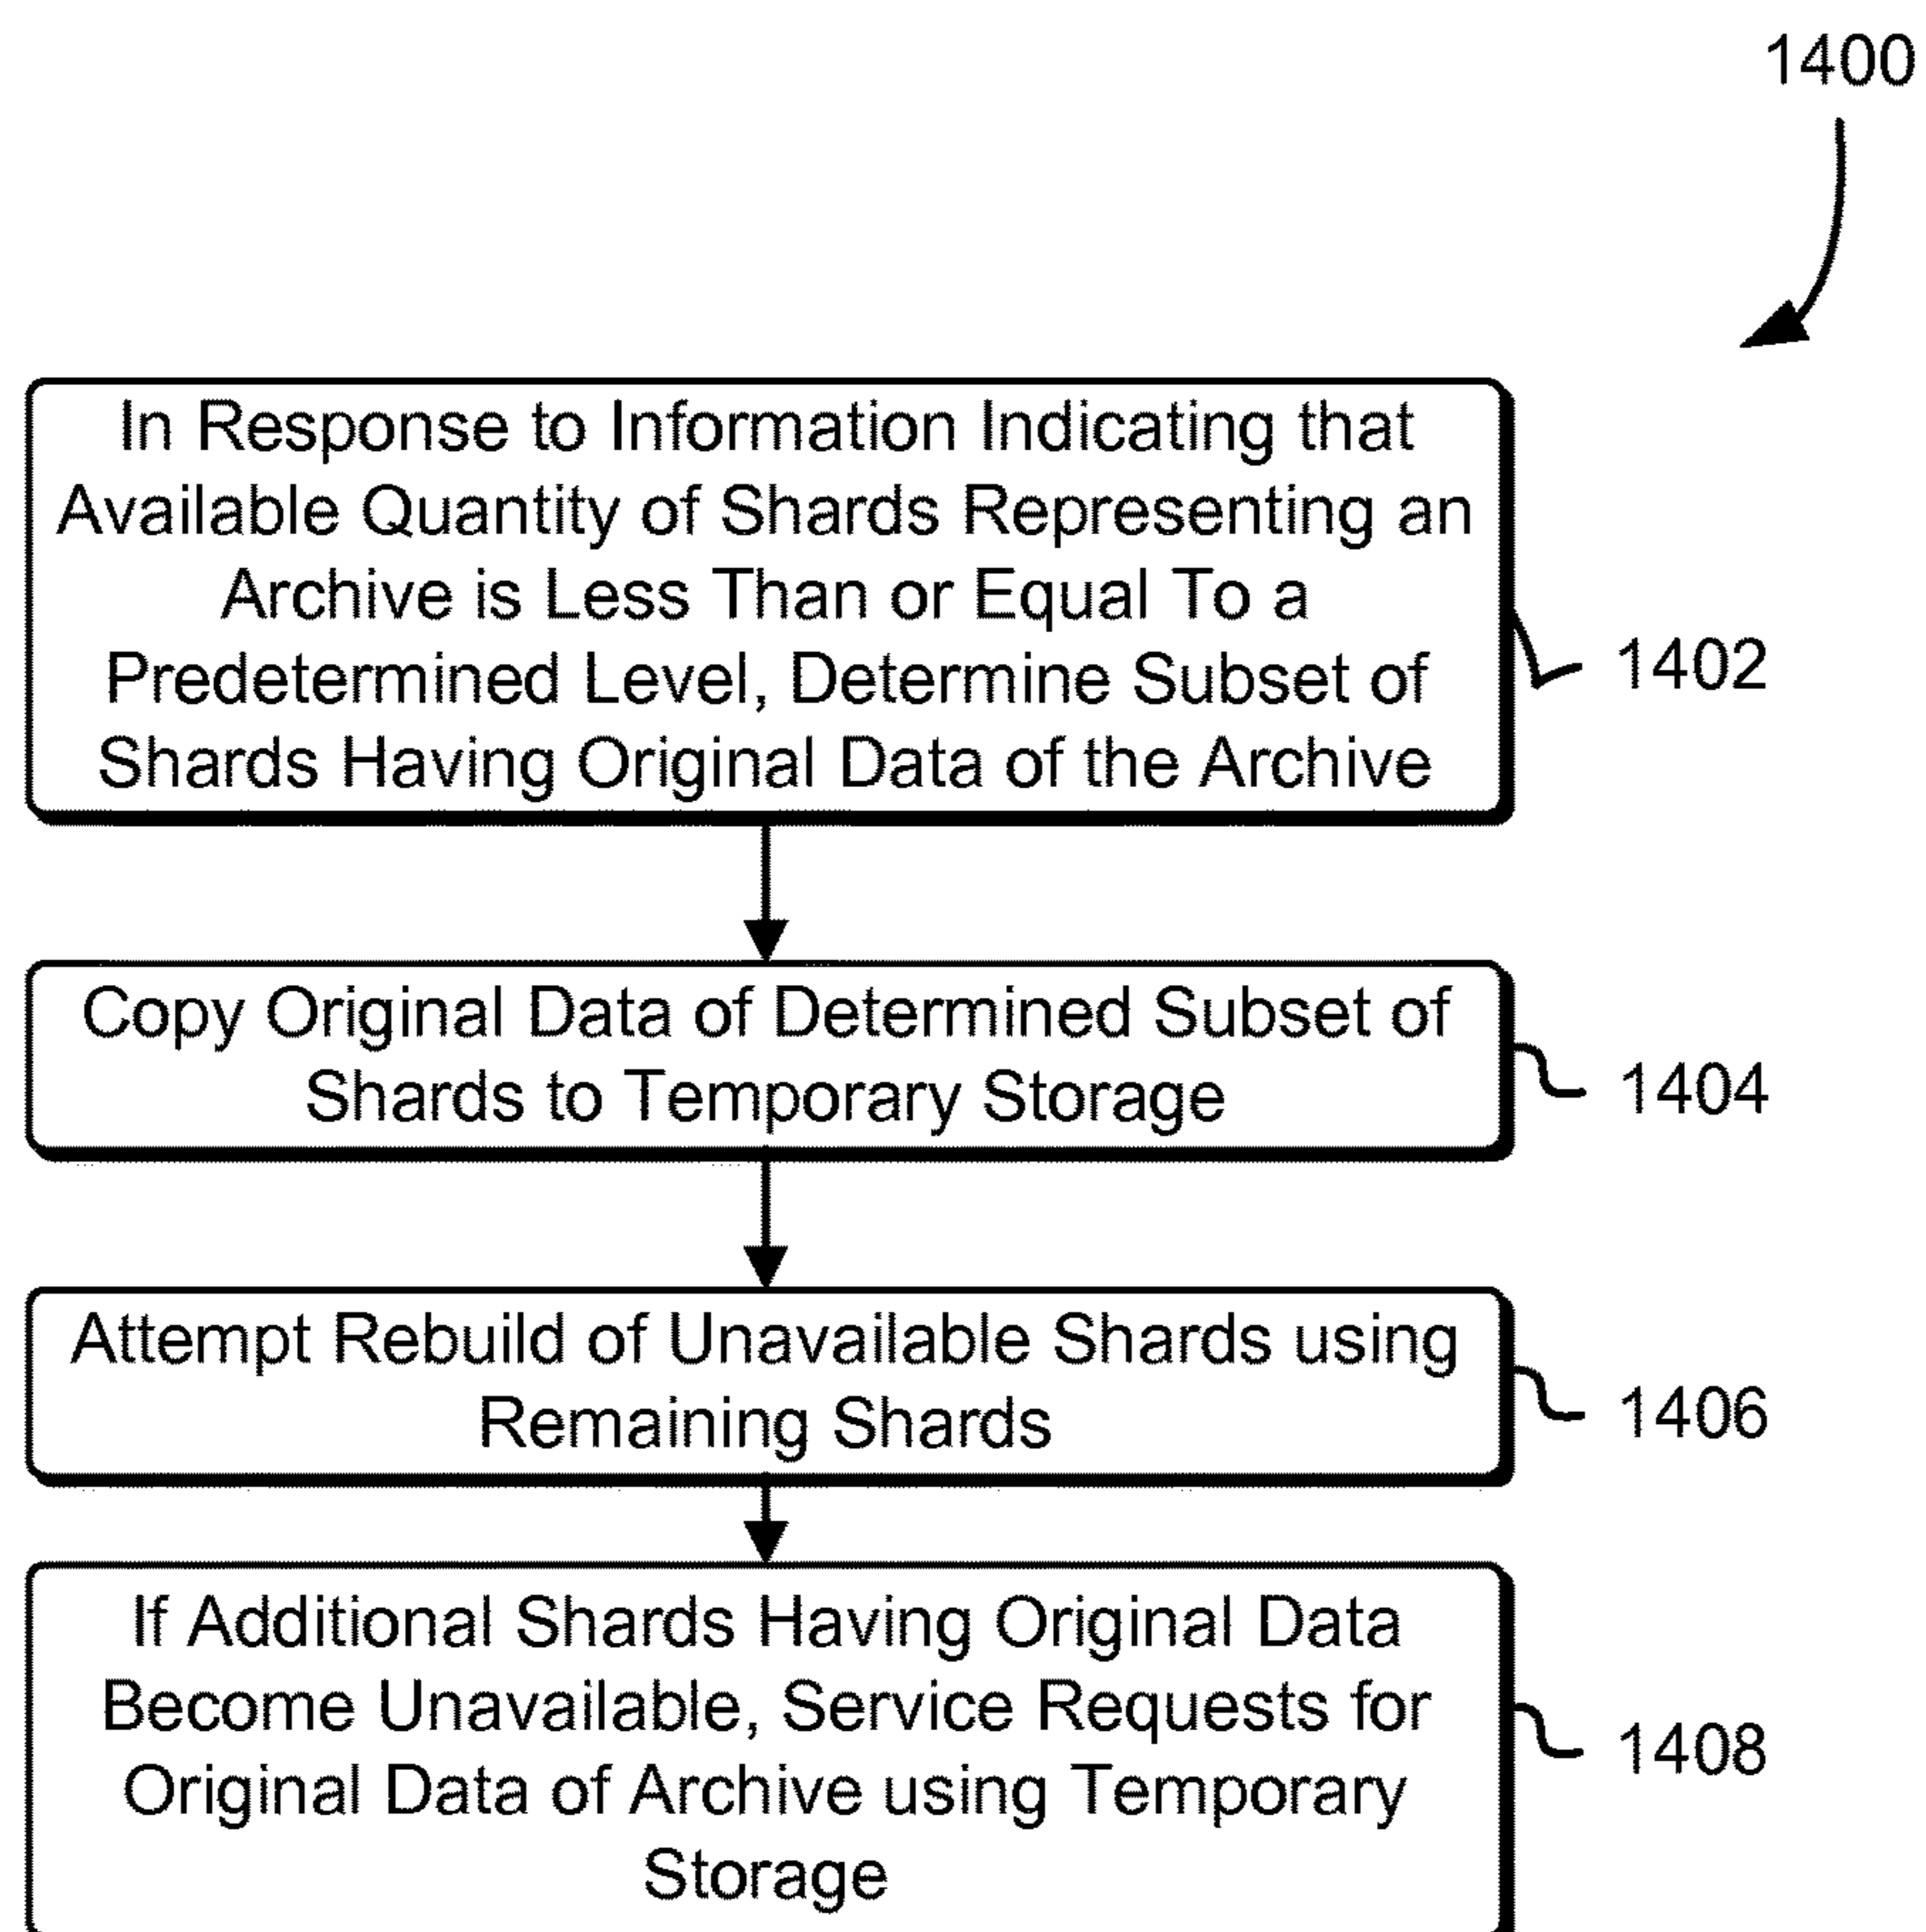 1400
In Response to Information Indicating that
Available Quantity of Shards Representing an
Archive is Less Than or Equal To a
Predetermined Level, Determine Subset of
Shards Having Original Data of the Archive
1402
Copy Original Data of Determined Subset of
Shards to Temporary Storage
1404
Attempt Rebuild of Unavailable Shards using
Remaining Shards
1406
If Additional Shards Having Original Data
Become Unavailable, Service Requests for
Original Data of Archive using Temporary
Storage
1408